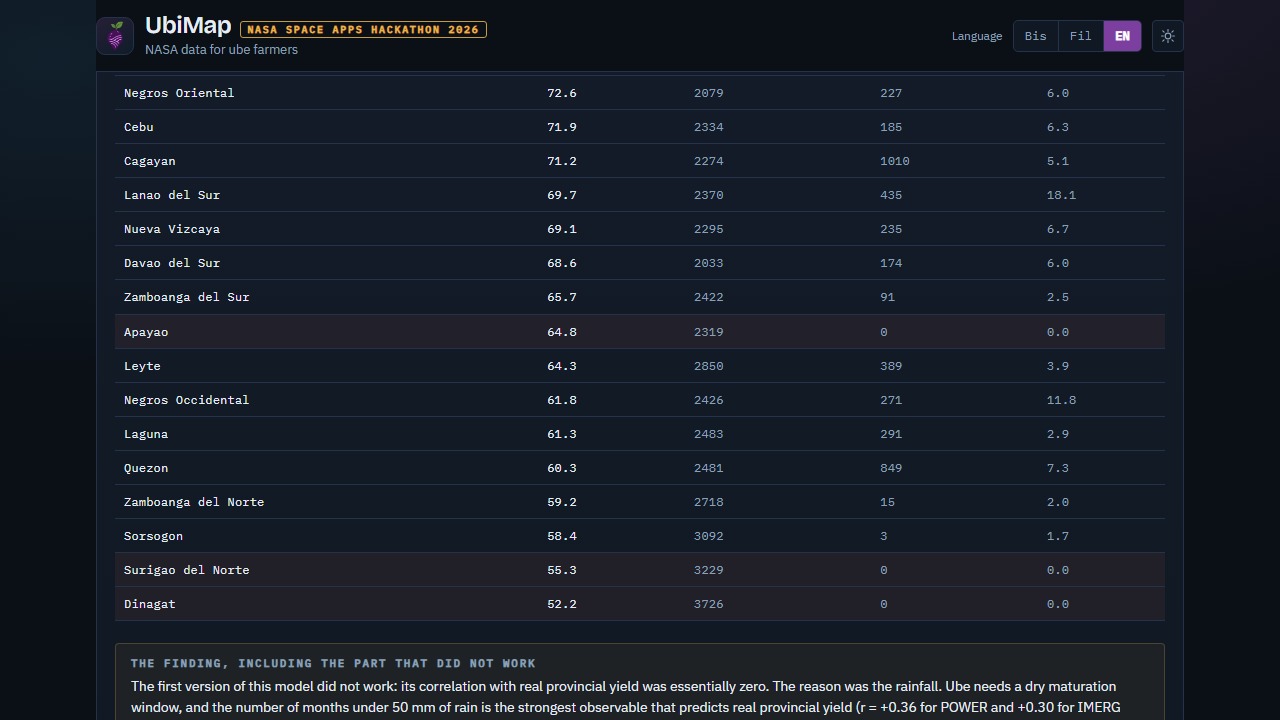 UbiMap NASA SPACE APPS HACKATHON 2026
NASA data for ube farmers
Language Bis Fil EN
Negros Oriental 72.6 2079 227 6.0
Cebu 71.9 2334 185 6.3
Cagayan 71.2 2274 1010 5.1
Lanao del Sur 69.7 2370 435 18.1
Nueva Vizcaya 69.1 2295 235 6.7
Davao del Sur 68.6 2033 174 6.0
Zamboanga del Sur 65.7 2422 91 2.5
Apayao 64.8 2319 0 0.0
Leyte 64.3 2850 389 3.9
Negros Occidental 61.8 2426 271 11.8
Laguna 61.3 2483 291 2.9
Quezon 60.3 2481 849 7.3
Zamboanga del Norte 59.2 2718 15 2.0
Sorsogon 58.4 3092 3 1.7
Surigao del Norte 55.3 3229 0 0.0
Dinagat 52.2 3726 0 0.0
THE FINDING, INCLUDING THE PART THAT DID NOT WORK
The first version of this model did not work: its correlation with real provincial yield was essentially zero. The reason was the rainfall. Ube needs a dry maturation
window, and the number of months under 50 mm of rain is the strongest observable that predicts real provincial yield (r = +0.36 for POWER and +0.30 for IMERG